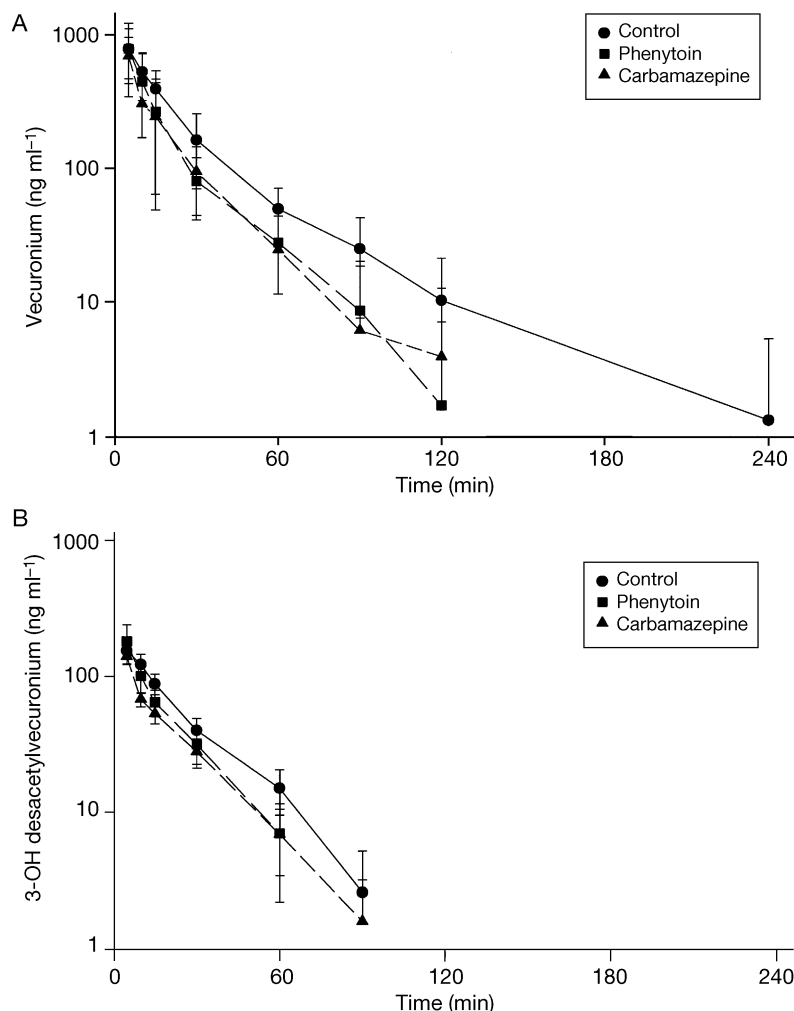 A
1000
100
10
1
Vecuronium (ng ml⁻¹)
Control
Phenytoin
Carbamazepine
0 60 120 180 240
Time (min)
B
1000
100
10
1
3-OH desacetylvecuronium (ng ml⁻¹)
Control
Phenytoin
Carbamazepine
0 60 120 180 240
Time (min)